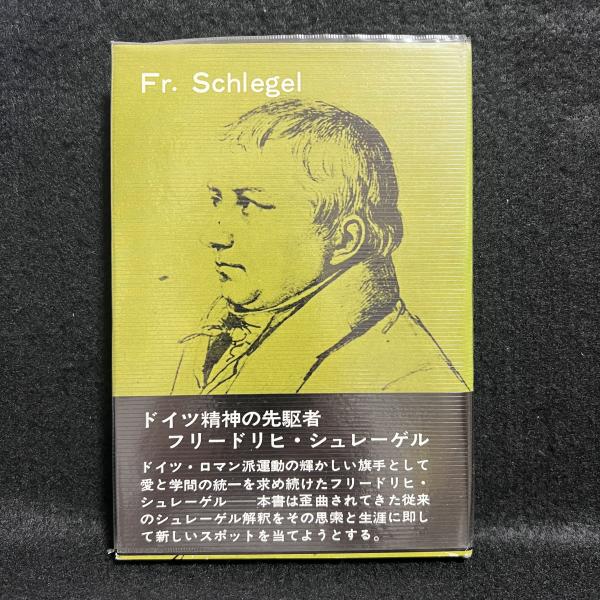 Fr. Schlegel
ドイツ精神の先駆者
フリードリヒ・シュレーゲル
ドイツ・ロマン派運動の輝かしい旗手として
愛と学問の統一を求め続けたフリードリヒ・
シュレーゲル──本書は歪曲されてきた従来
のシュレーゲル解釈をその思索と生涯に即し
て新しいスポットを当てようとする。